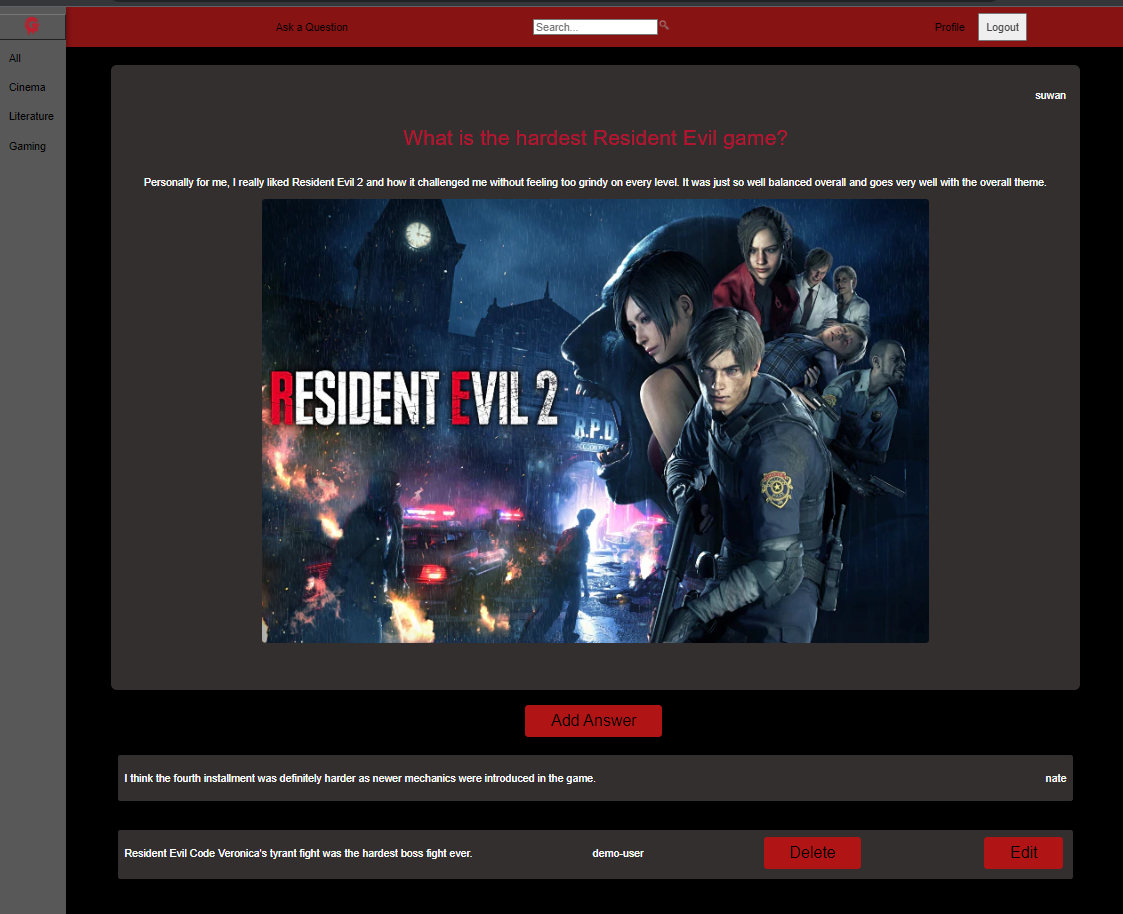 Ask a Question
Search...
Profile
Logout
All
Cinema
Literature
Gaming
suwan
What is the hardest Resident Evil game?
Personally for me, I really liked Resident Evil 2 and how it challenged me without feeling too grindy on every level. It was just so well balanced overall and goes very well with the overall theme.
RESIDENT EVIL 2
R.P.D.
Add Answer
I think the fourth installment was definitely harder as newer mechanics were introduced in the game.
nate
Resident Evil Code Veronica's tyrant fight was the hardest boss fight ever.
demo-user
Delete
Edit